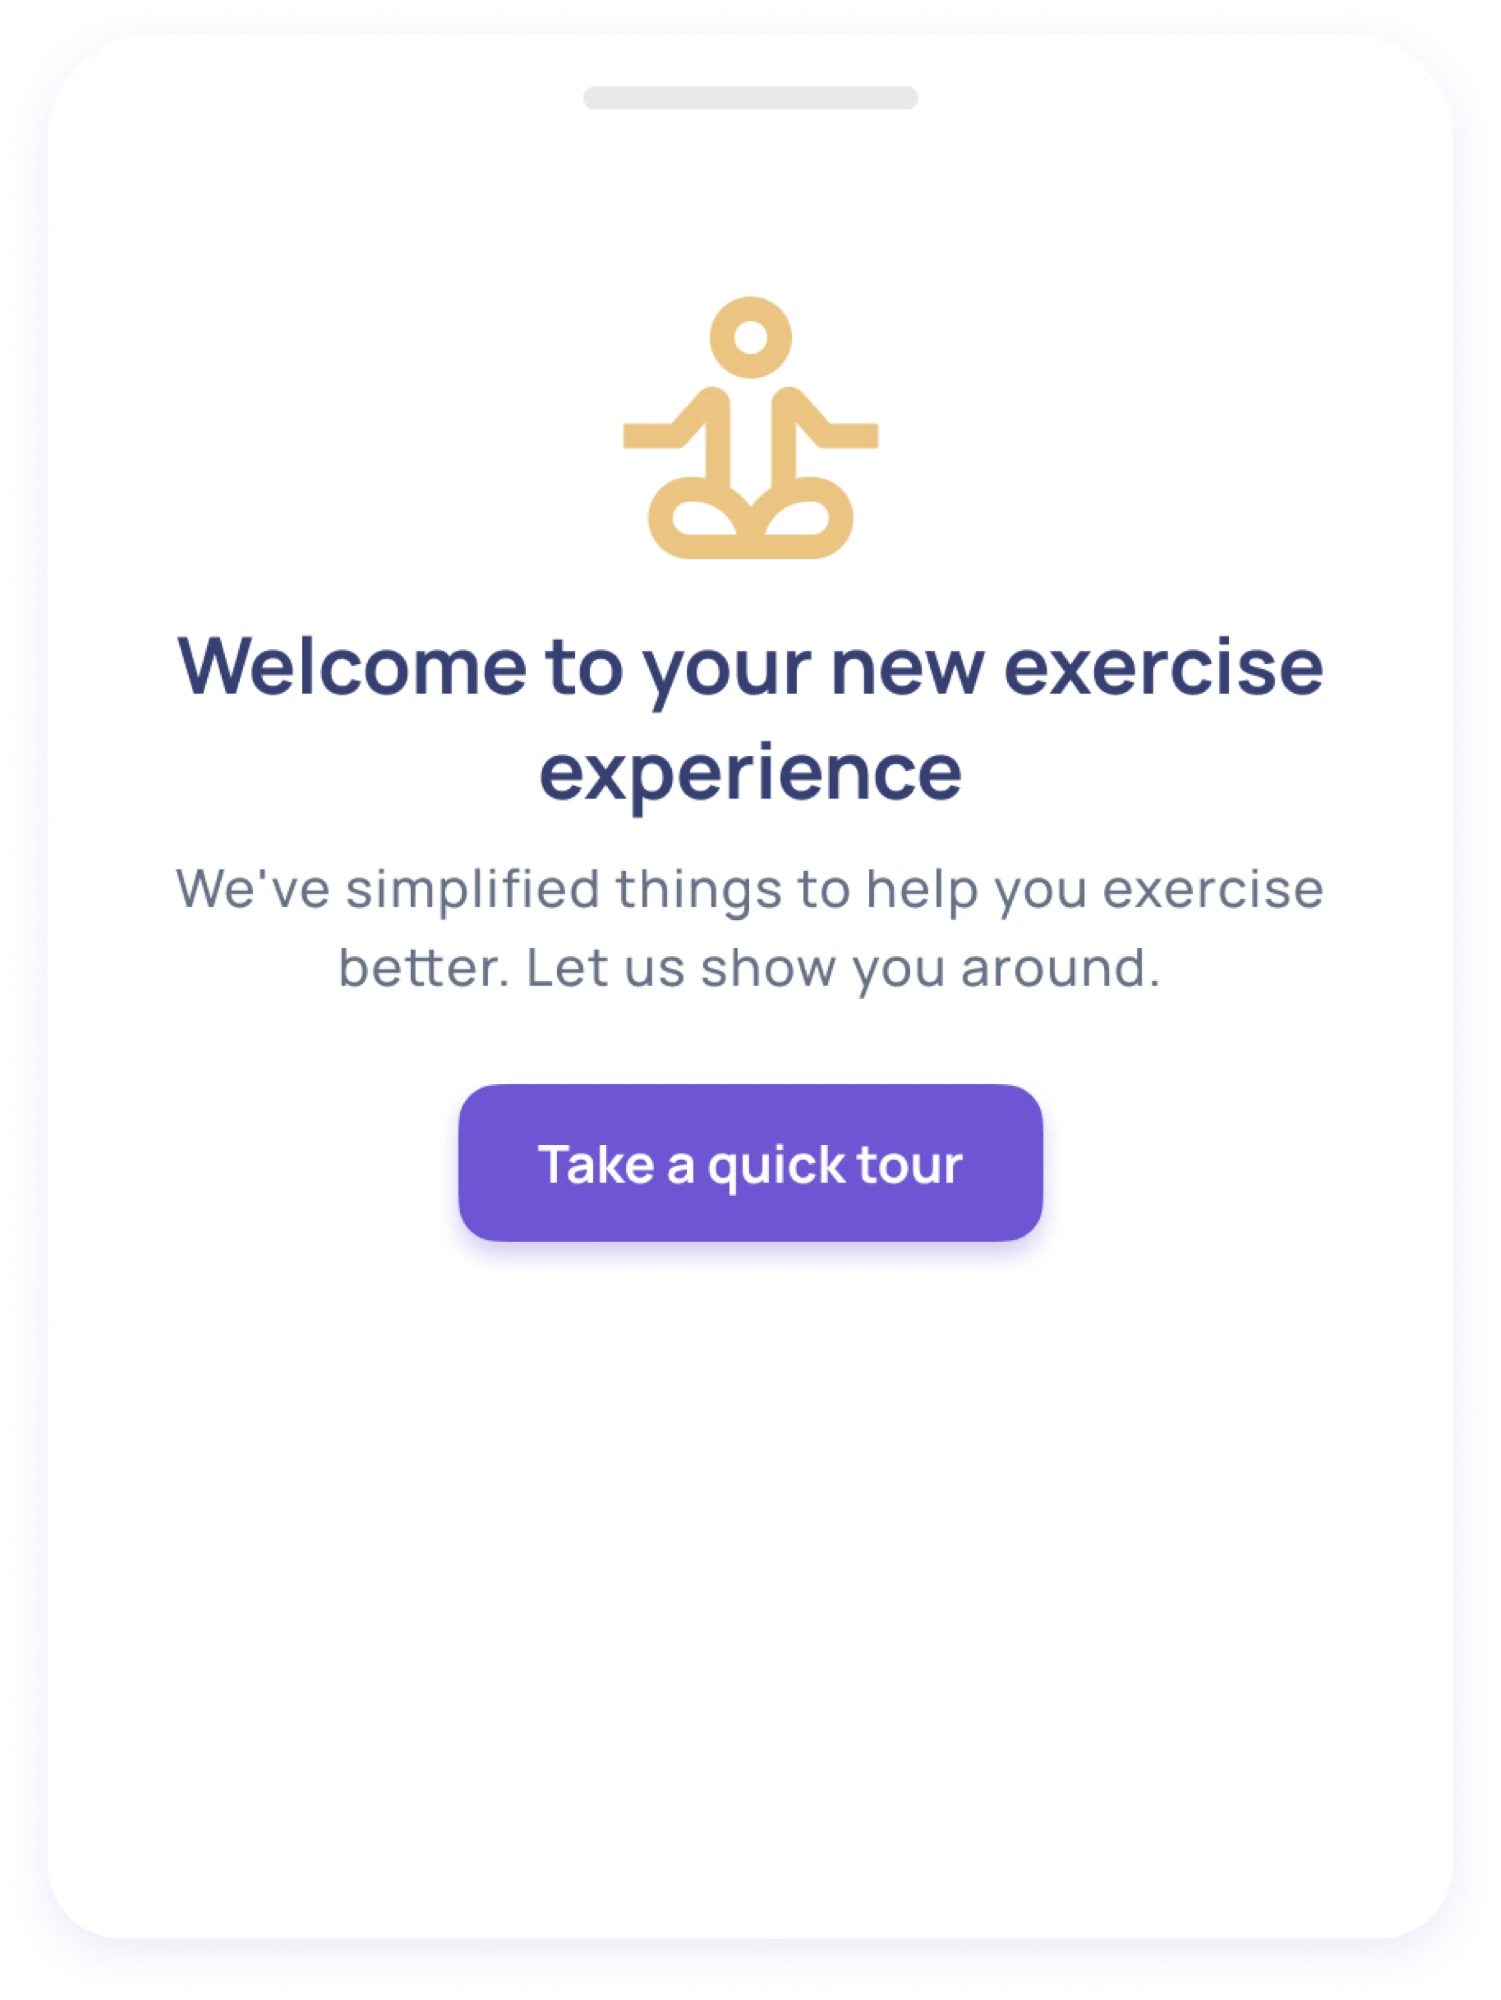 Welcome to your new exercise
experience
We've simplified things to help you exercise
better. Let us show you around.
Take a quick tour